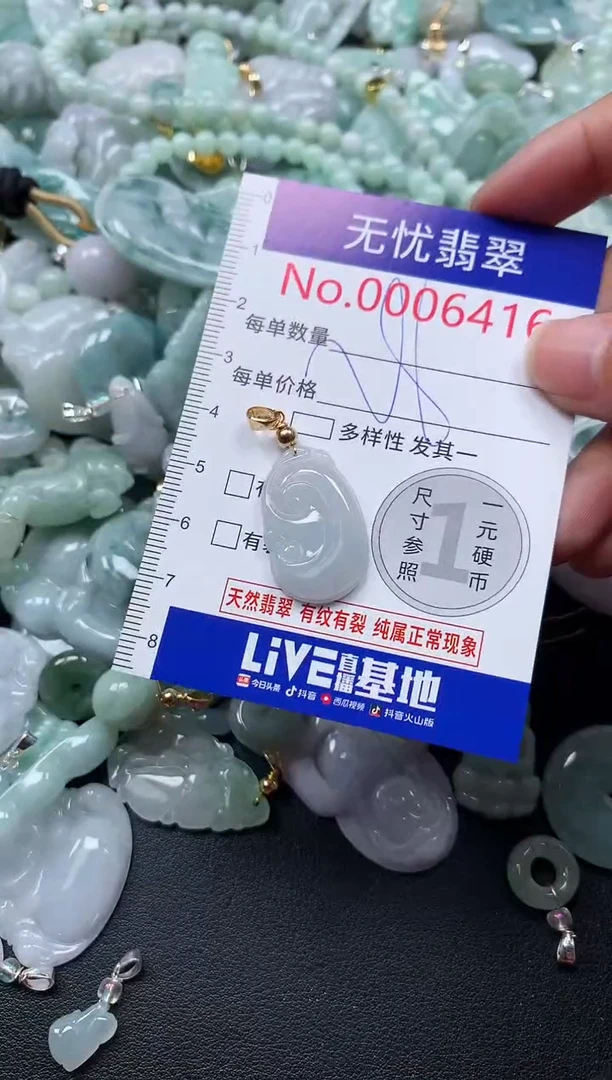 无忧翡翠
No.0006416
每单数量
每单价格
多样性 发其一
有
有
尺寸参照
1
一元硬币
天然翡翠 有纹有裂 纯属正常现象
LiVE直播基地
今日头条 抖音 西瓜视频 抖音火山版
0
1
2
3
4
5
6
7
8